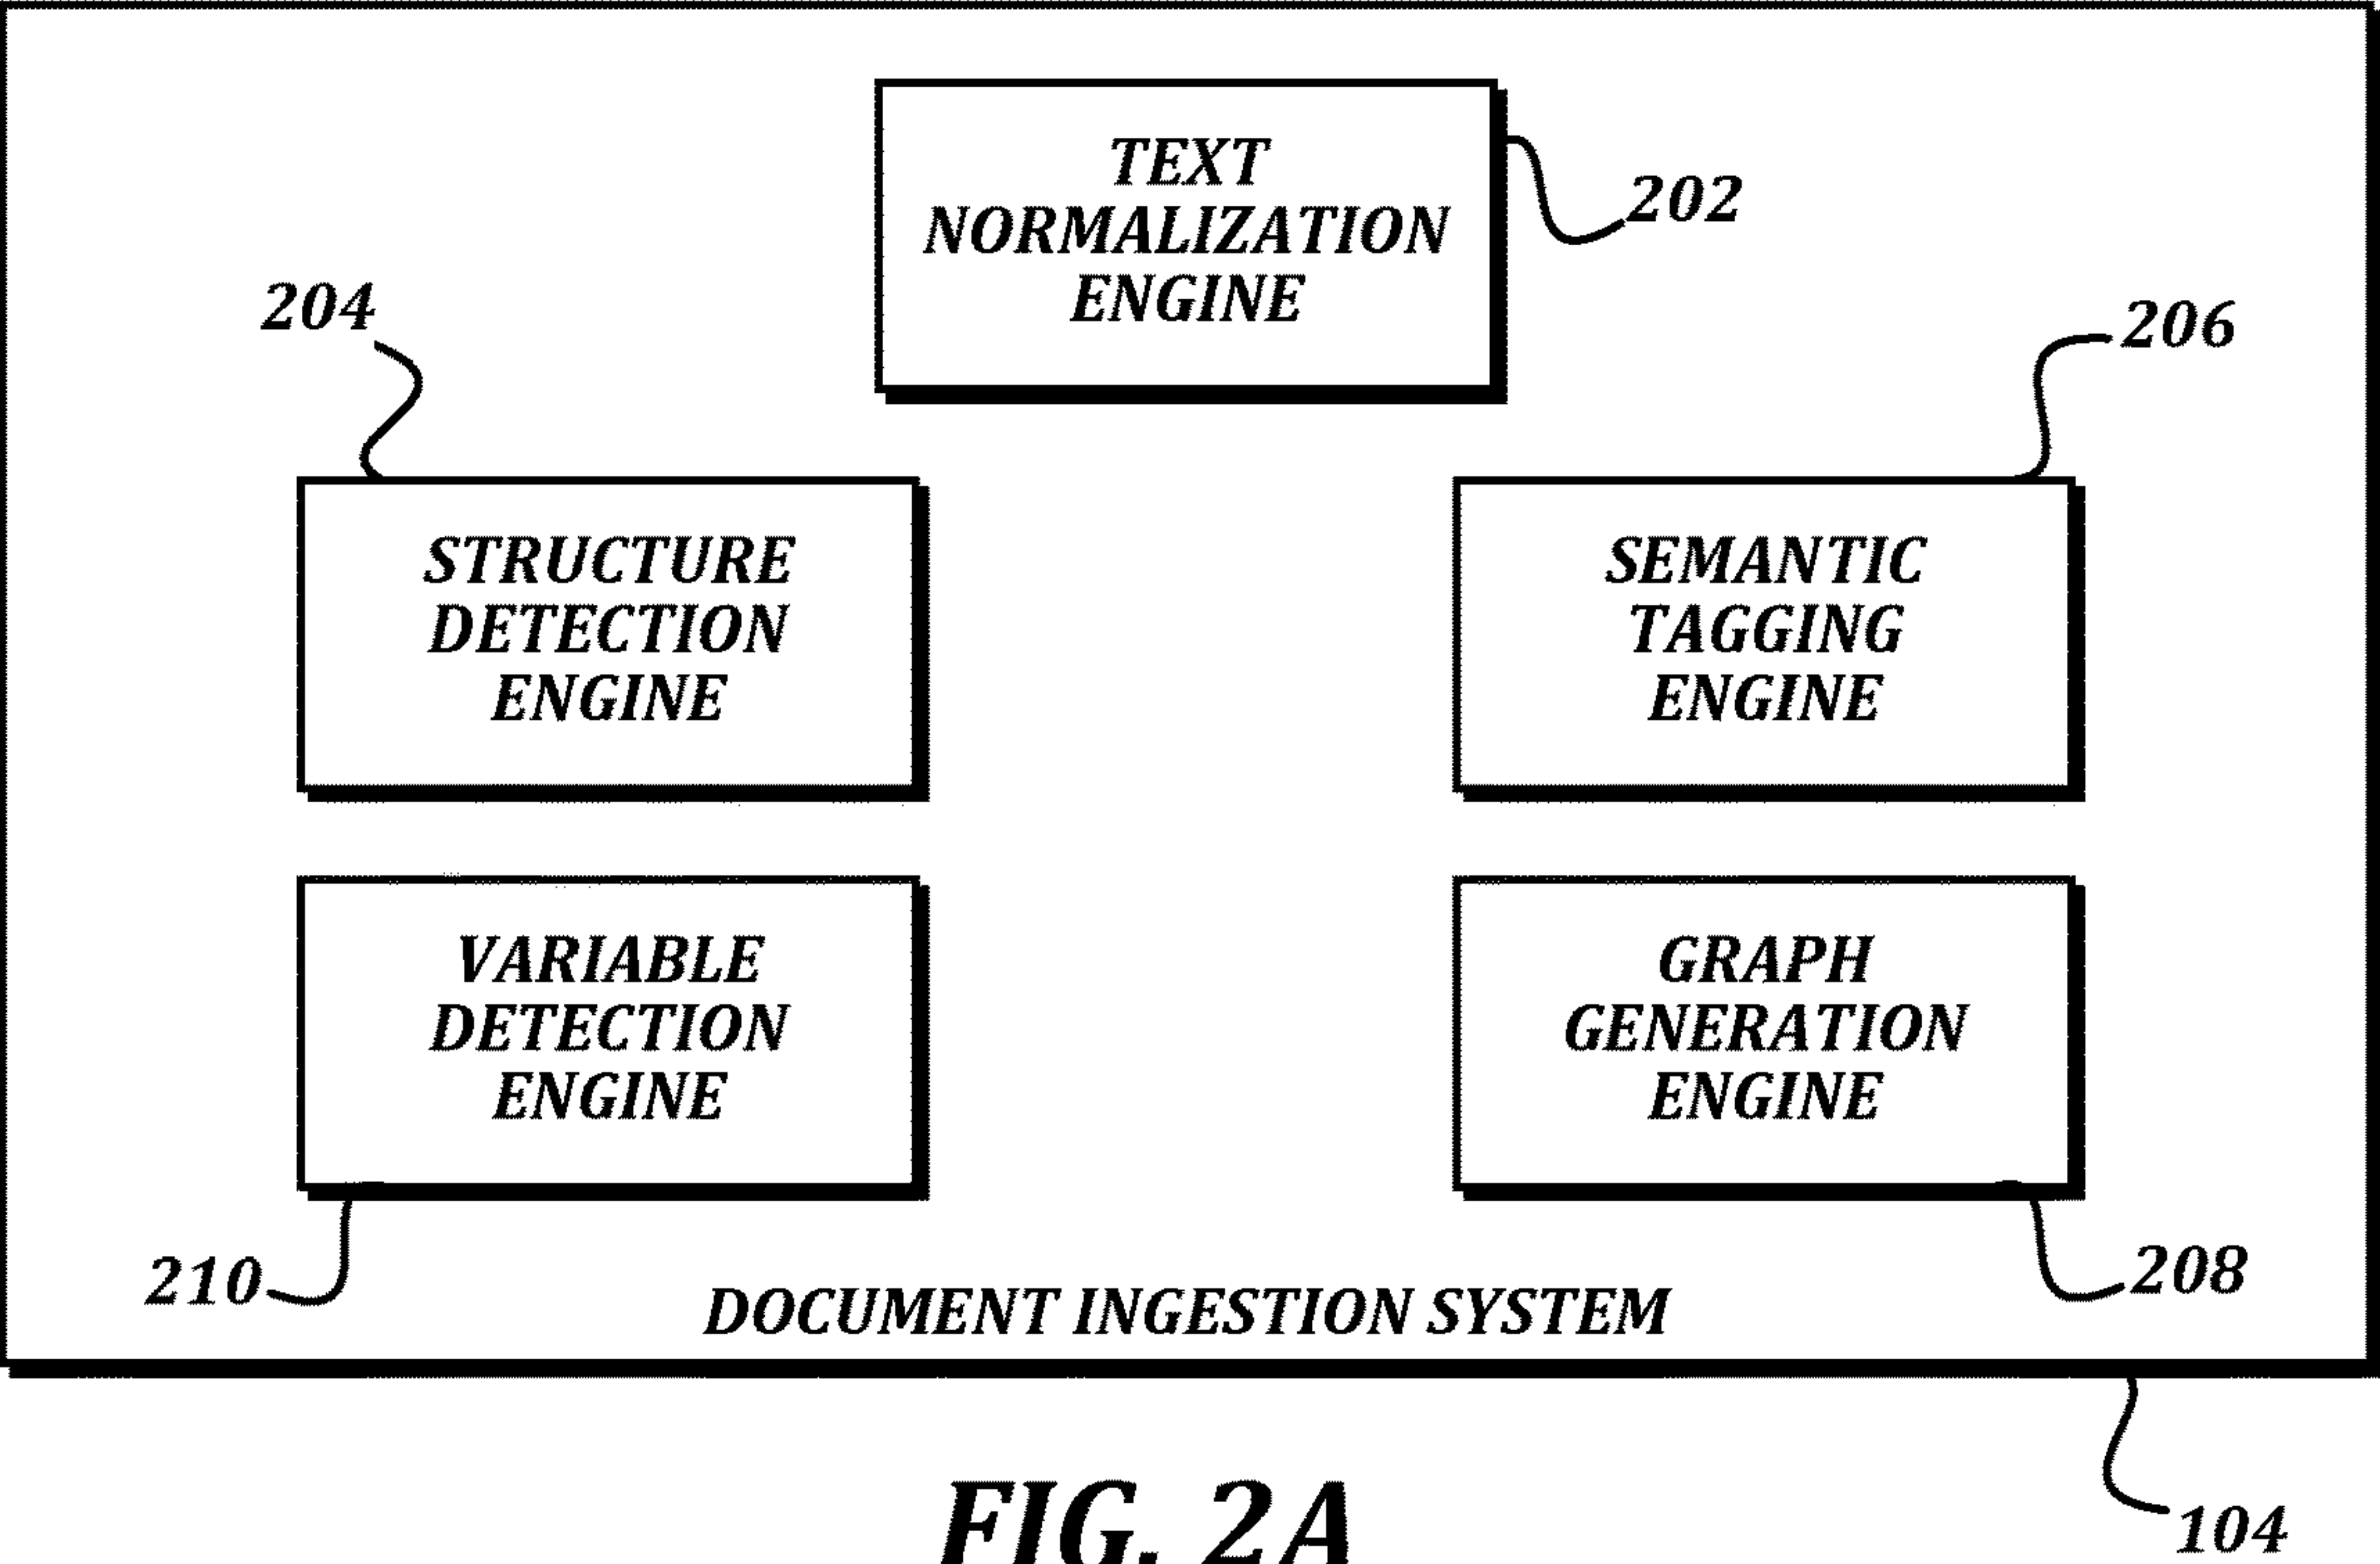 TEXT
NORMALIZATION
ENGINE
202
204
206
STRUCTURE
DETECTION
ENGINE
SEMANTIC
TAGGING
ENGINE
VARIABLE
DETECTION
ENGINE
GRAPH
GENERATION
ENGINE
210
208
DOCUMENT INGESTION SYSTEM
104
FIG. 2A